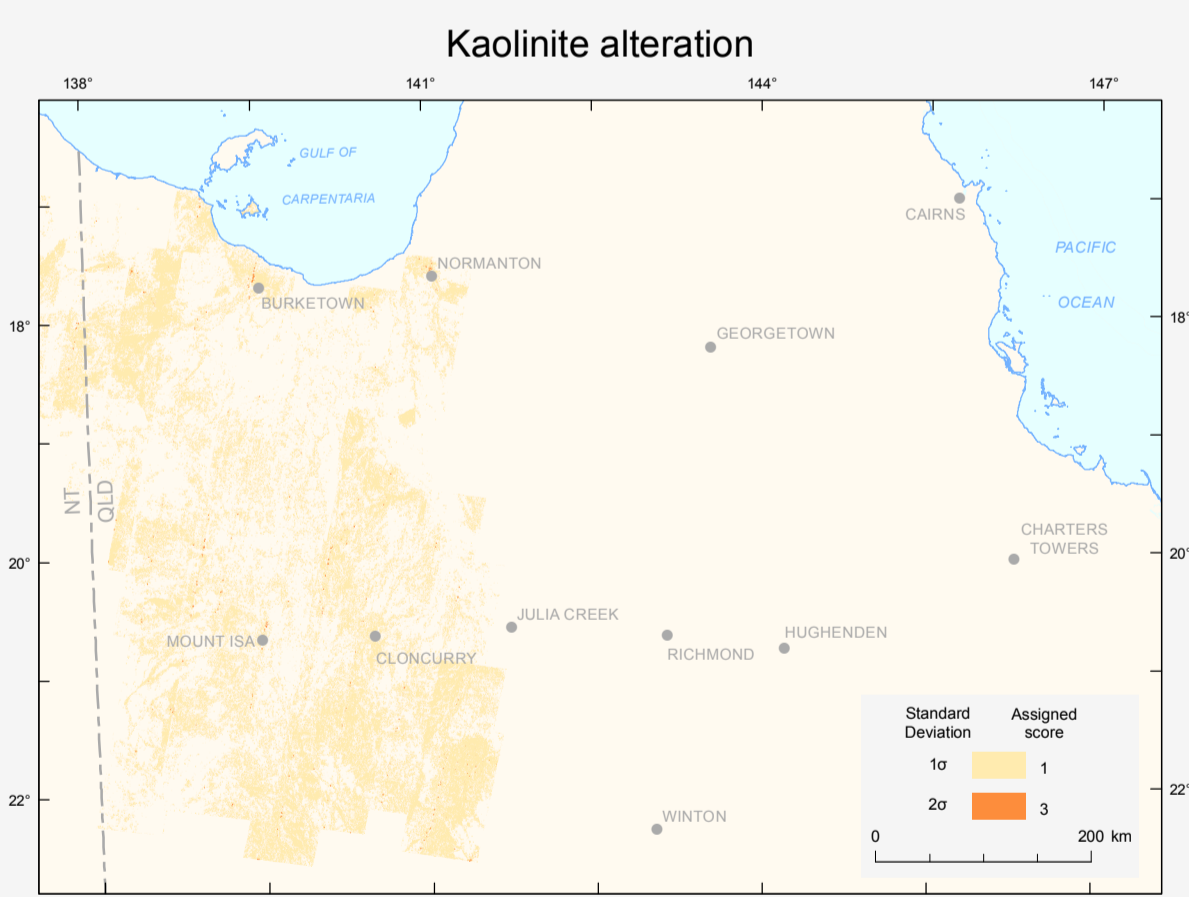 Kaolinite alteration
138°
141°
144°
147°
GULF OF
CARPENTARIA
CAIRNS
PACIFIC
OCEAN
NORMANTON
BURKETOWN
18°
18°
GEORGETOWN
NT
QLD
CHARTERS
TOWERS
20°
20°
JULIA CREEK
MOUNT ISA
CLONCURRY
RICHMOND
HUGHENDEN
22°
22°
WINTON
Standard
Deviation
Assigned
score
1σ
1
2σ
3
0
200 km